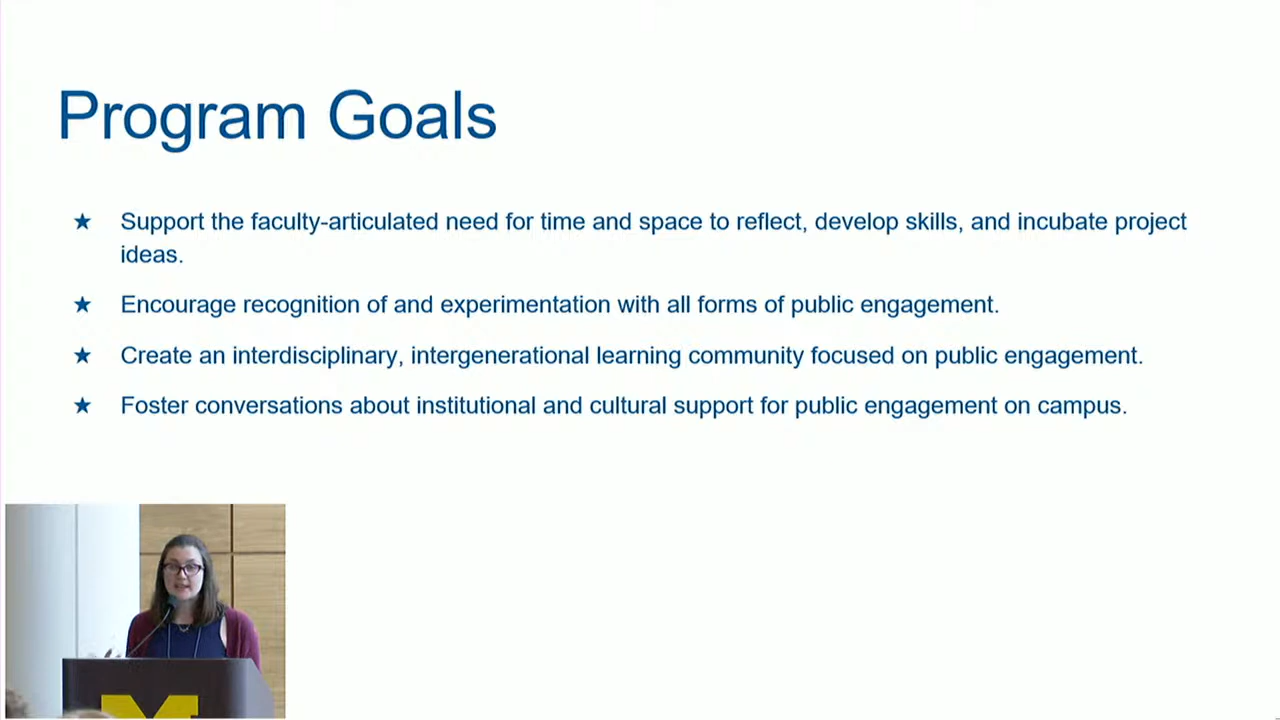 Program Goals
★ Support the faculty-articulated need for time and space to reflect, develop skills, and incubate project
ideas.
★ Encourage recognition of and experimentation with all forms of public engagement.
★ Create an interdisciplinary, intergenerational learning community focused on public engagement.
★ Foster conversations about institutional and cultural support for public engagement on campus.
M